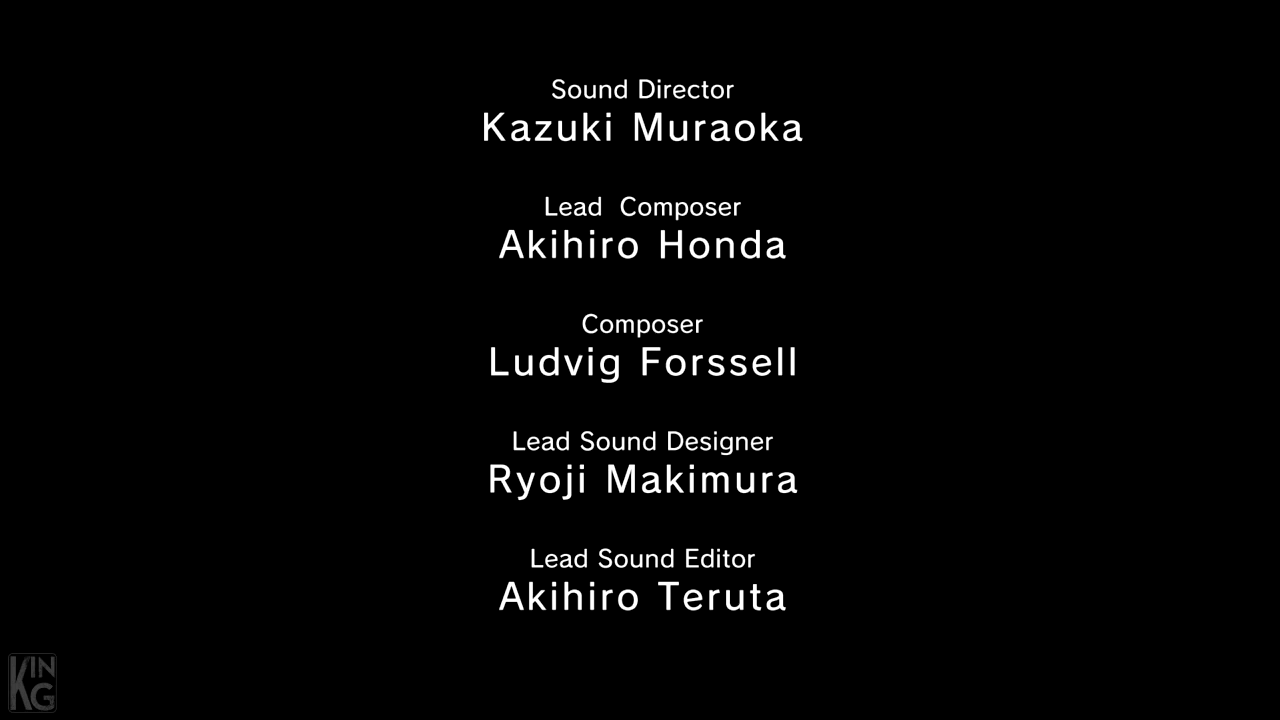 Sound Director
Kazuki Muraoka
Lead Composer
Akihiro Honda
Composer
Ludvig Forssell
Lead Sound Designer
Ryoji Makimura
Lead Sound Editor
Akihiro Teruta
KING